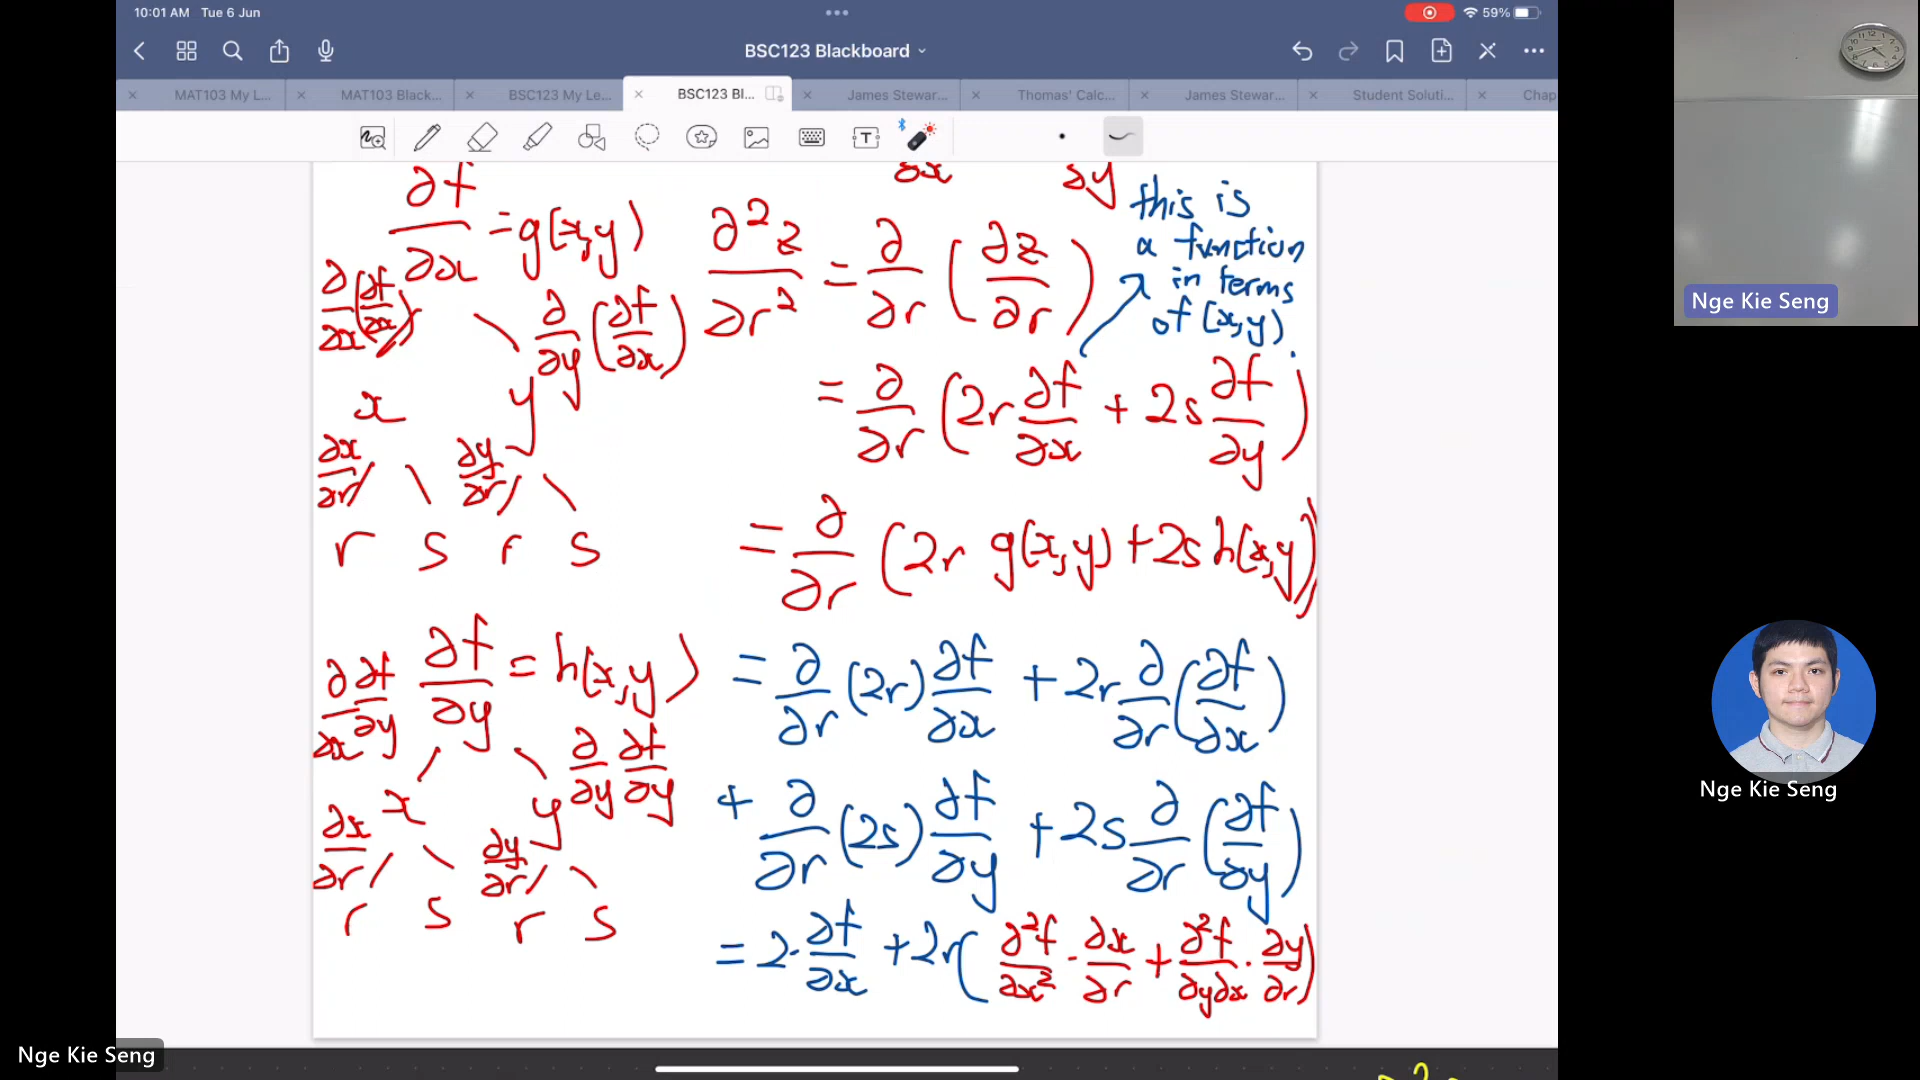 10:01 AM Tue 6 Jun
59%
BSC123 Blackboard
MAT103 My L...
MAT103 Black...
BSC123 My Le...
BSC123 Bl...
James Stewar...
Thomas' Calc...
James Stewar...
Student Soluti...
Chap
∂x ∂y
this is
a function
in terms
of (x,y).
∂f/∂x = g(x,y)
∂/∂x(∂f/∂x) ∂/∂y(∂f/∂x)
x y
∂x/∂r ∂y/∂r
r s r s
∂²z/∂r² = ∂/∂r (∂z/∂r)
= ∂/∂r (2r ∂f/∂x + 2s ∂f/∂y)
= ∂/∂r (2r g(x,y) + 2s h(x,y))
∂f/∂y = h(x,y)
∂/∂x ∂f/∂y ∂/∂y ∂f/∂y
x y
∂x/∂r ∂y/∂r
r s r s
= ∂/∂r (2r) ∂f/∂x + 2r ∂/∂r (∂f/∂x)
+ ∂/∂r (2s) ∂f/∂y + 2s ∂/∂r (∂f/∂y)
= 2·∂f/∂x + 2r( ∂²f/∂x² · ∂x/∂r + ∂²f/∂y∂x · ∂y/∂r )
Nge Kie Seng
Nge Kie Seng
Nge Kie Seng